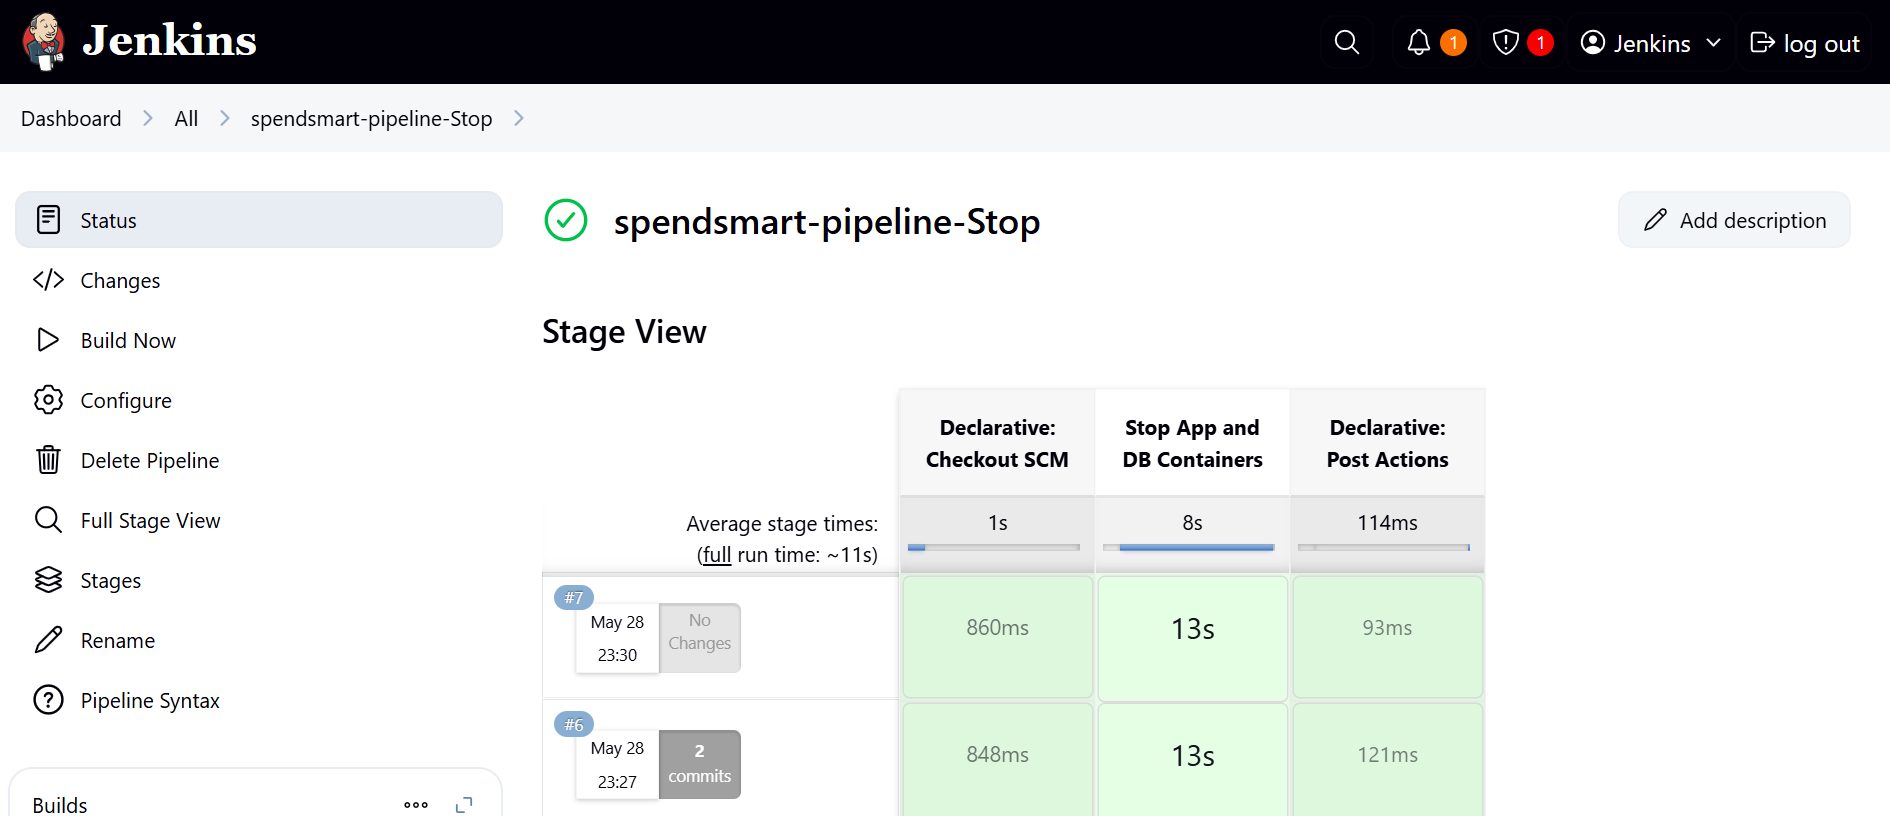 Jenkins
1
1
Jenkins
log out
Dashboard
All
spendsmart-pipeline-Stop
Status
Changes
Build Now
Configure
Delete Pipeline
Full Stage View
Stages
Rename
Pipeline Syntax
Builds
spendsmart-pipeline-Stop
Add description
Stage View
Declarative:
Checkout SCM
Stop App and
DB Containers
Declarative:
Post Actions
Average stage times:
(full run time: ~11s)
1s
8s
114ms
#7
May 28
23:30
No
Changes
860ms
13s
93ms
#6
May 28
23:27
2
commits
848ms
13s
121ms